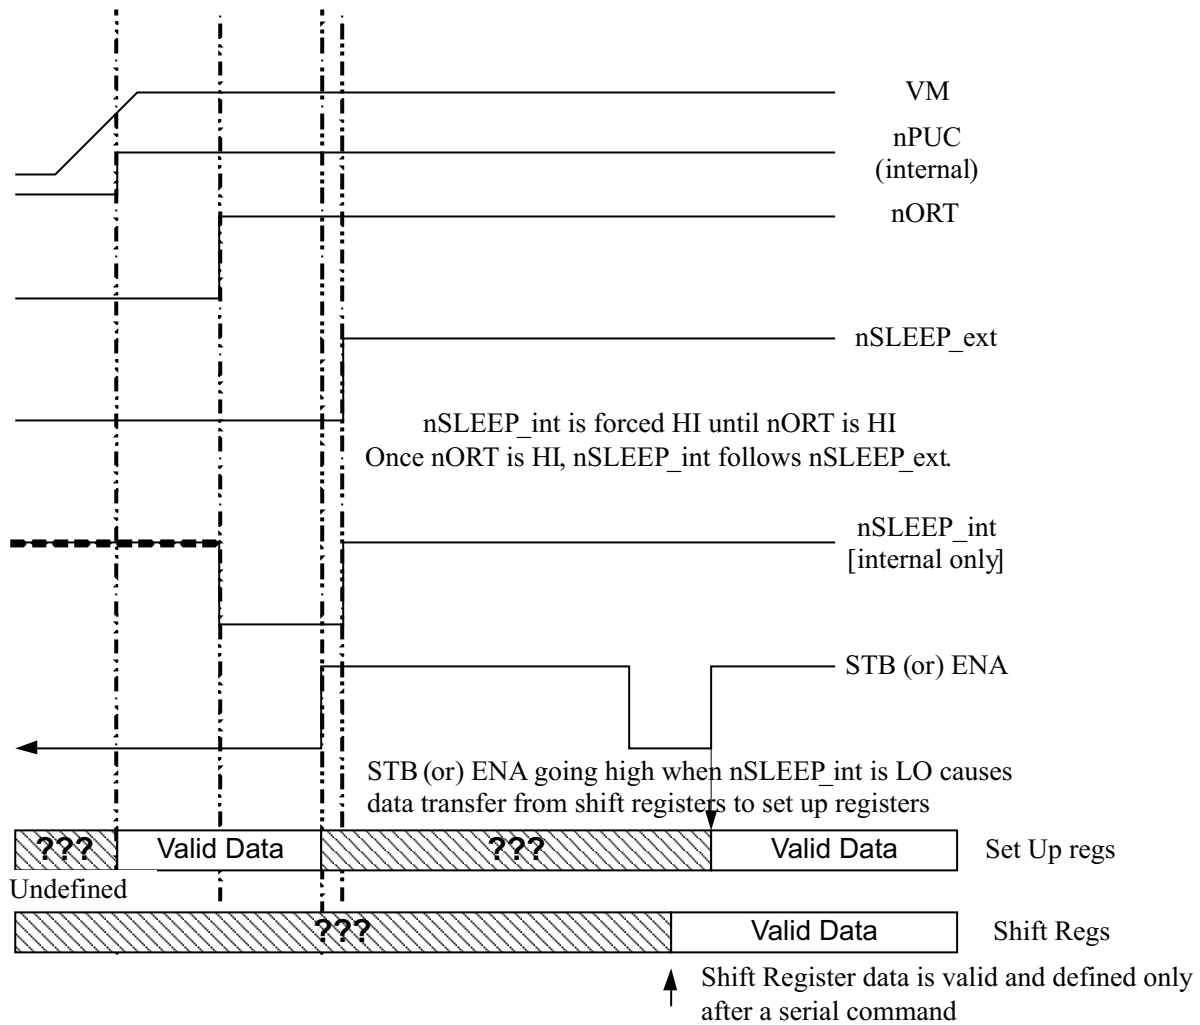 VM
nPUC
(internal)
nORT
nSLEEP_ext
nSLEEP_int is forced HI until nORT is HI
Once nORT is HI, nSLEEP_int follows nSLEEP_ext.
nSLEEP_int
[internal only]
STB (or) ENA
STB (or) ENA going high when nSLEEP_int is LO causes
data transfer from shift registers to set up registers
??? Valid Data ??? Valid Data Set Up regs
Undefined
??? Valid Data Shift Regs
Shift Register data is valid and defined only
after a serial command